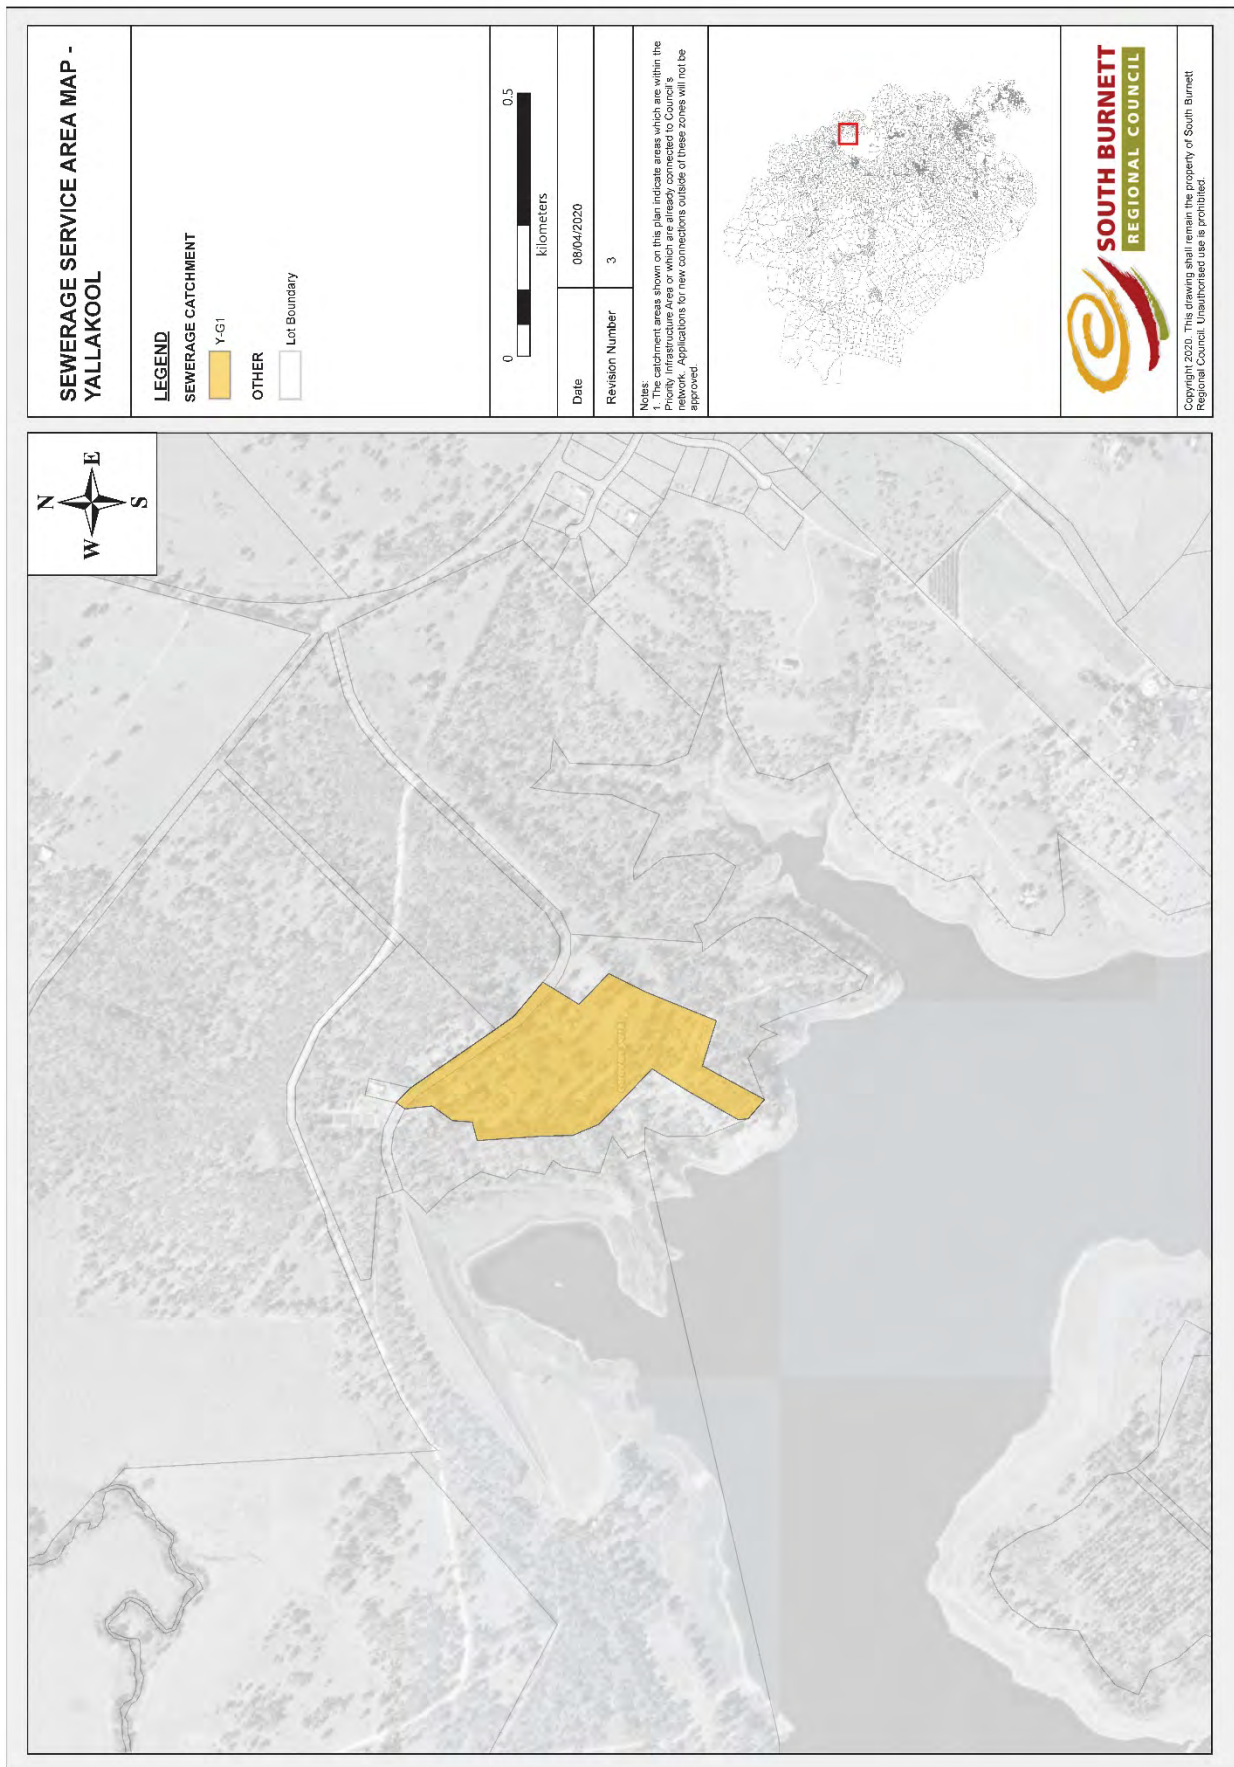 SEWERAGE SERVICE AREA MAP -
YALLAKOOL
LEGEND
SEWERAGE CATCHMENT
Y-G1
OTHER
Lot Boundary
0
0.5
kilometers
Date
08/04/2020
Revision Number
3
Notes:
1. The catchment areas shown on this plan indicate areas which are within the
Priority Infrastructure Area or which are already connected to Council's
network. Applications for new connections outside of these zones will not be
approved.
SOUTH BURNETT
REGIONAL COUNCIL
Copyright 2020. This drawing shall remain the property of South Burnett
Regional Council. Unauthorised use is prohibited.
N
W
E
S